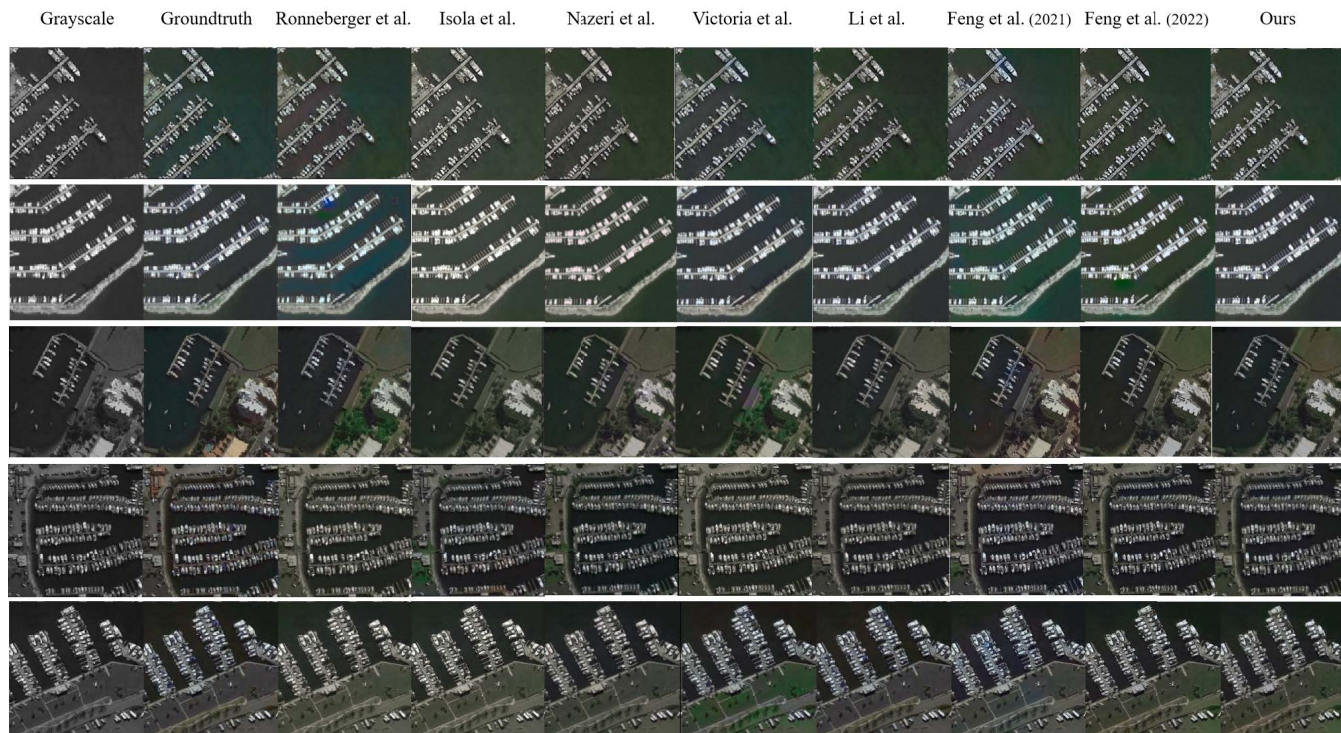 Grayscale Groundtruth Ronneberger et al. Isola et al. Nazeri et al. Victoria et al. Li et al. Feng et al. (2021) Feng et al. (2022) Ours